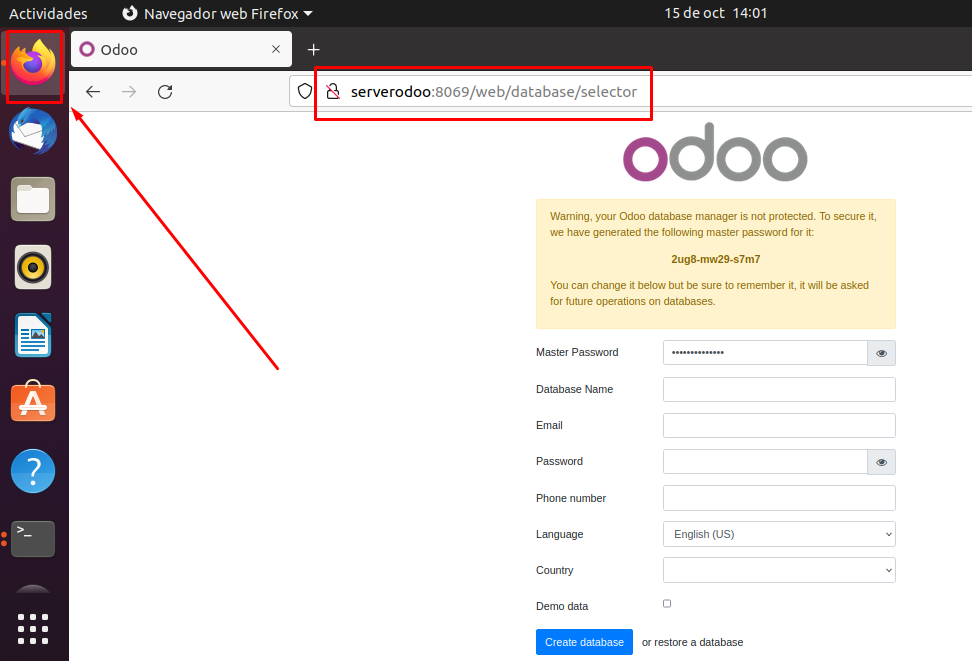 Actividades
Navegador web Firefox
15 de oct 14:01
Odoo
serverodoo:8069/web/database/selector
odoo
Warning, your Odoo database manager is not protected. To secure it,
we have generated the following master password for it:
2ug8-mw29-s7m7
You can change it below but be sure to remember it, it will be asked
for future operations on databases.
Master Password
••••••••••••••
Database Name
Email
Password
Phone number
Language
English (US)
Country
Demo data
Create database
or restore a database